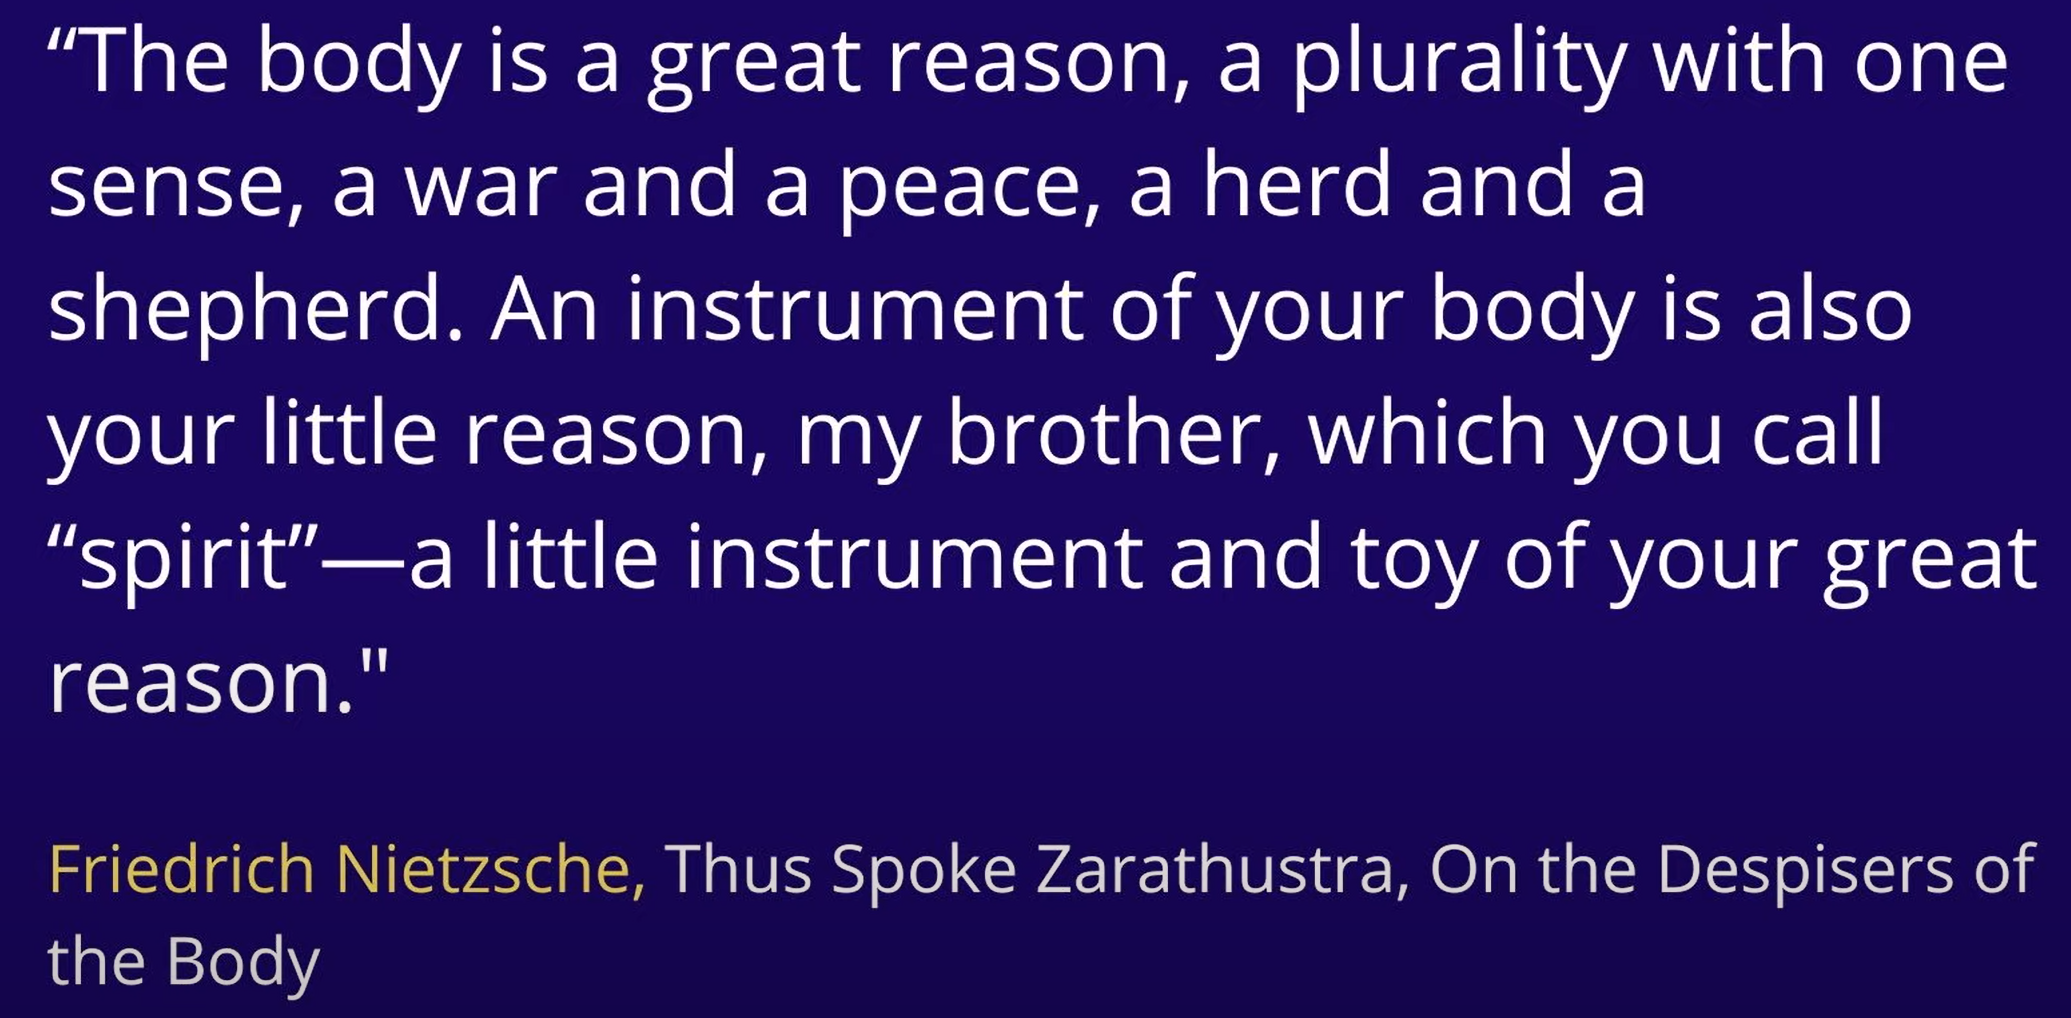 “The body is a great reason, a plurality with one
sense, a war and a peace, a herd and a
shepherd. An instrument of your body is also
your little reason, my brother, which you call
“spirit”—a little instrument and toy of your great
reason."
Friedrich Nietzsche, Thus Spoke Zarathustra, On the Despisers of
the Body